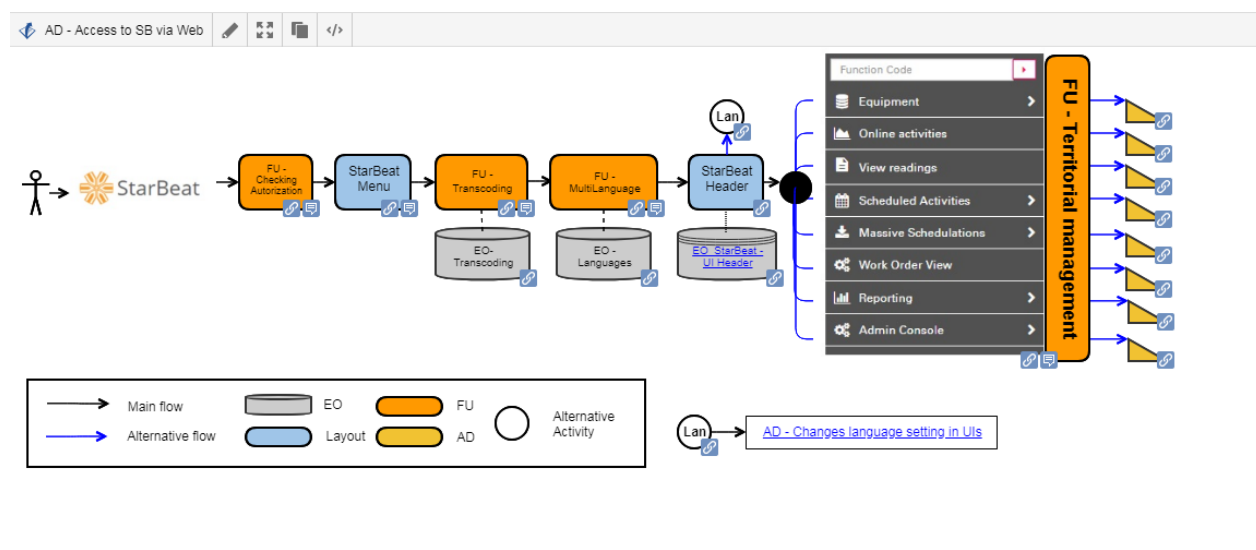 AD - Access to SB via Web
</>
Function Code
Equipment
Online activities
View readings
Scheduled Activities
Massive Schedulations
Work Order View
Reporting
Admin Console
FU - Territorial management
Lan
StarBeat
FU -
Checking
Autorization
StarBeat
Menu
FU -
Transcoding
FU -
MultiLanguage
StarBeat
Header
EO-
Transcoding
EO -
Languages
EO StarBeat -
UI Header
Main flow
EO
FU
Alternative
Activity
Alternative flow
Layout
AD
Lan
AD - Changes language setting in UIs